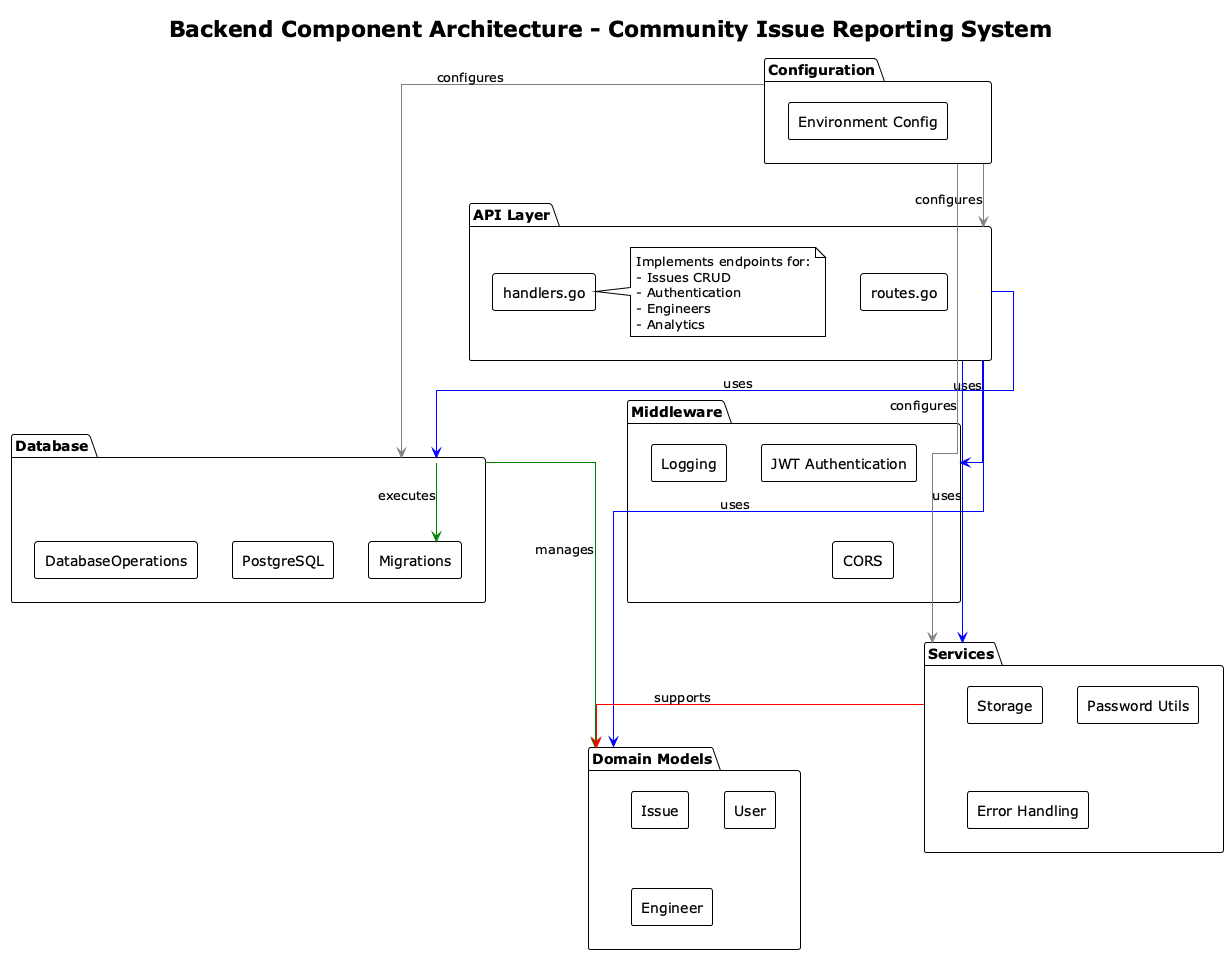 Backend Component Architecture - Community Issue Reporting System
Configuration
configures
Environment Config
configures
API Layer
Implements endpoints for:
- Issues CRUD
- Authentication
- Engineers
- Analytics
handlers.go
routes.go
uses
uses
configures
Middleware
Database
Logging
JWT Authentication
executes
uses
uses
manages
DatabaseOperations
PostgreSQL
Migrations
CORS
Services
supports
Storage
Password Utils
Domain Models
Issue
User
Error Handling
Engineer